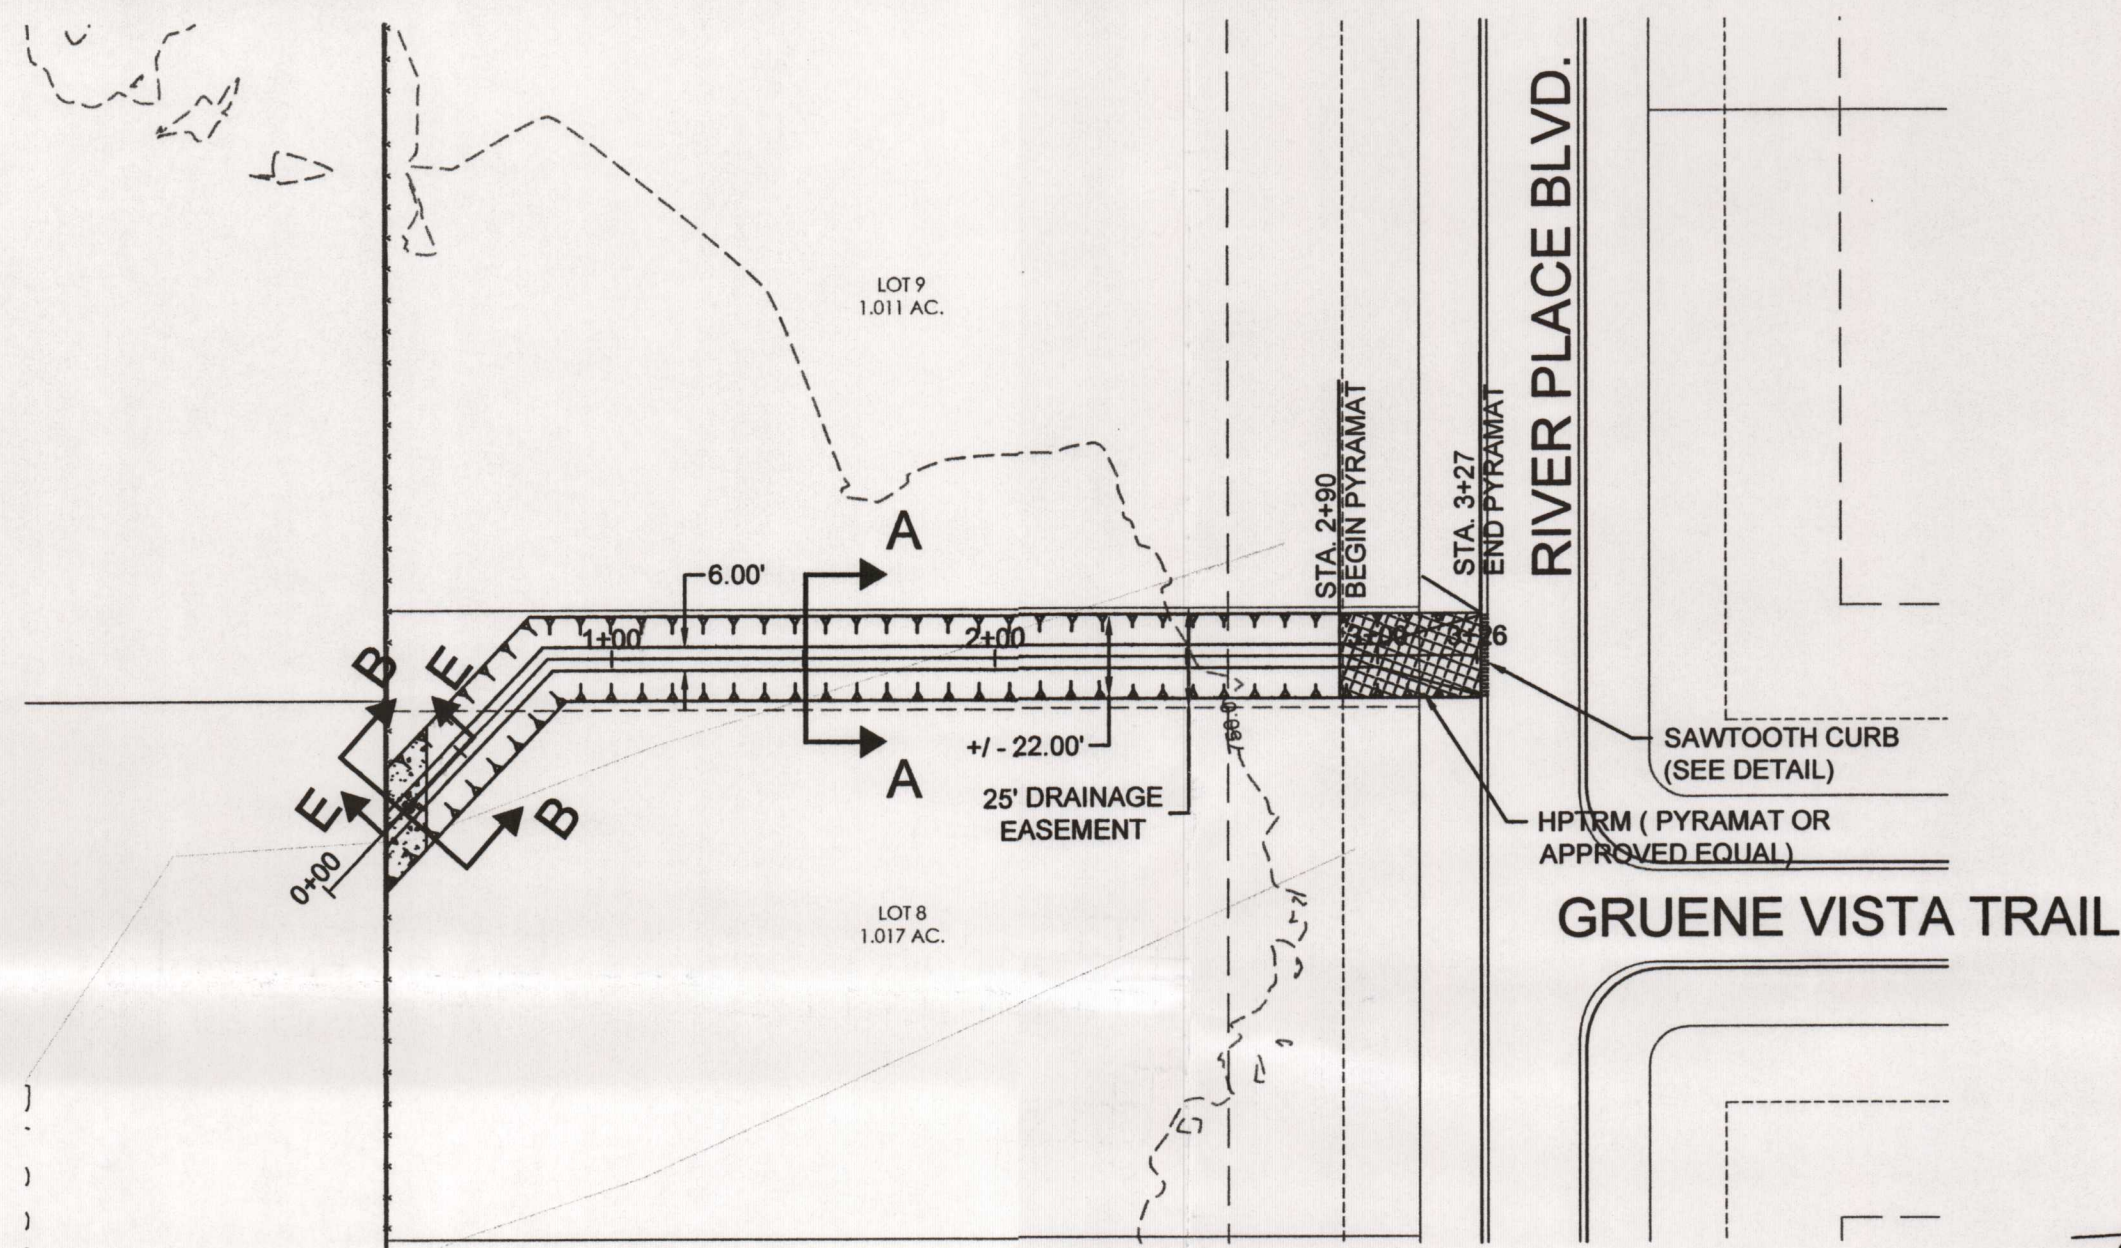 RIVER PLACE BLVD.
LOT 9
1.011 AC.
STA. 2+90
BEGIN PYRAMAT
STA. 3+27
END PYRAMAT
A
6.00'
1+00
2+00
3+00
3+26
B
E
SAWTOOTH CURB
(SEE DETAIL)
+/- 22.00'
A
25' DRAINAGE
EASEMENT
E
B
HPTRM ( PYRAMAT OR
APPROVED EQUAL)
0+00
LOT 8
1.017 AC.
GRUENE VISTA TRAIL